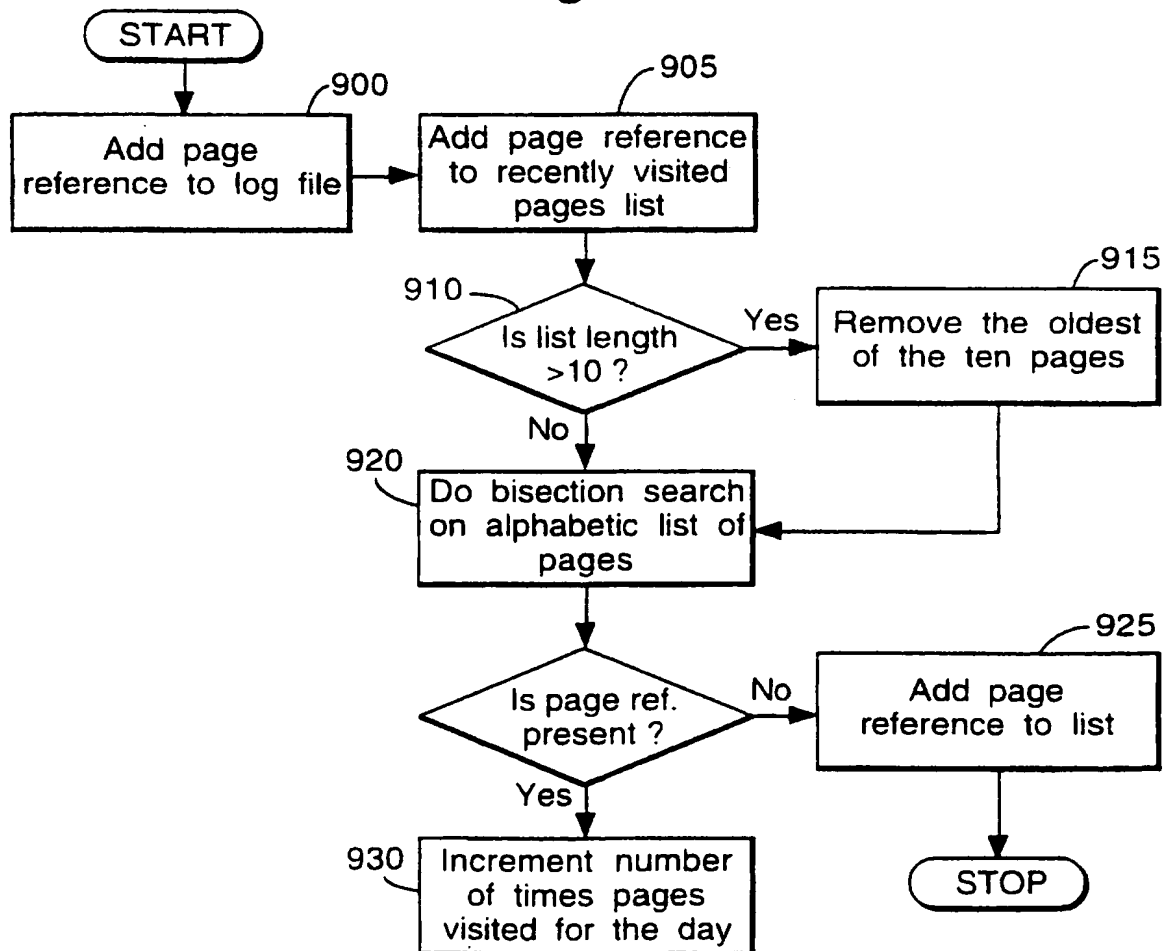 START
900
Add page
reference to log file
905
Add page reference
to recently visited
pages list
910
Is list length
>10 ?
Yes
915
Remove the oldest
of the ten pages
No
920
Do bisection search
on alphabetic list of
pages
Is page ref.
present ?
No
925
Add page
reference to list
Yes
930
Increment number
of times pages
visited for the day
STOP